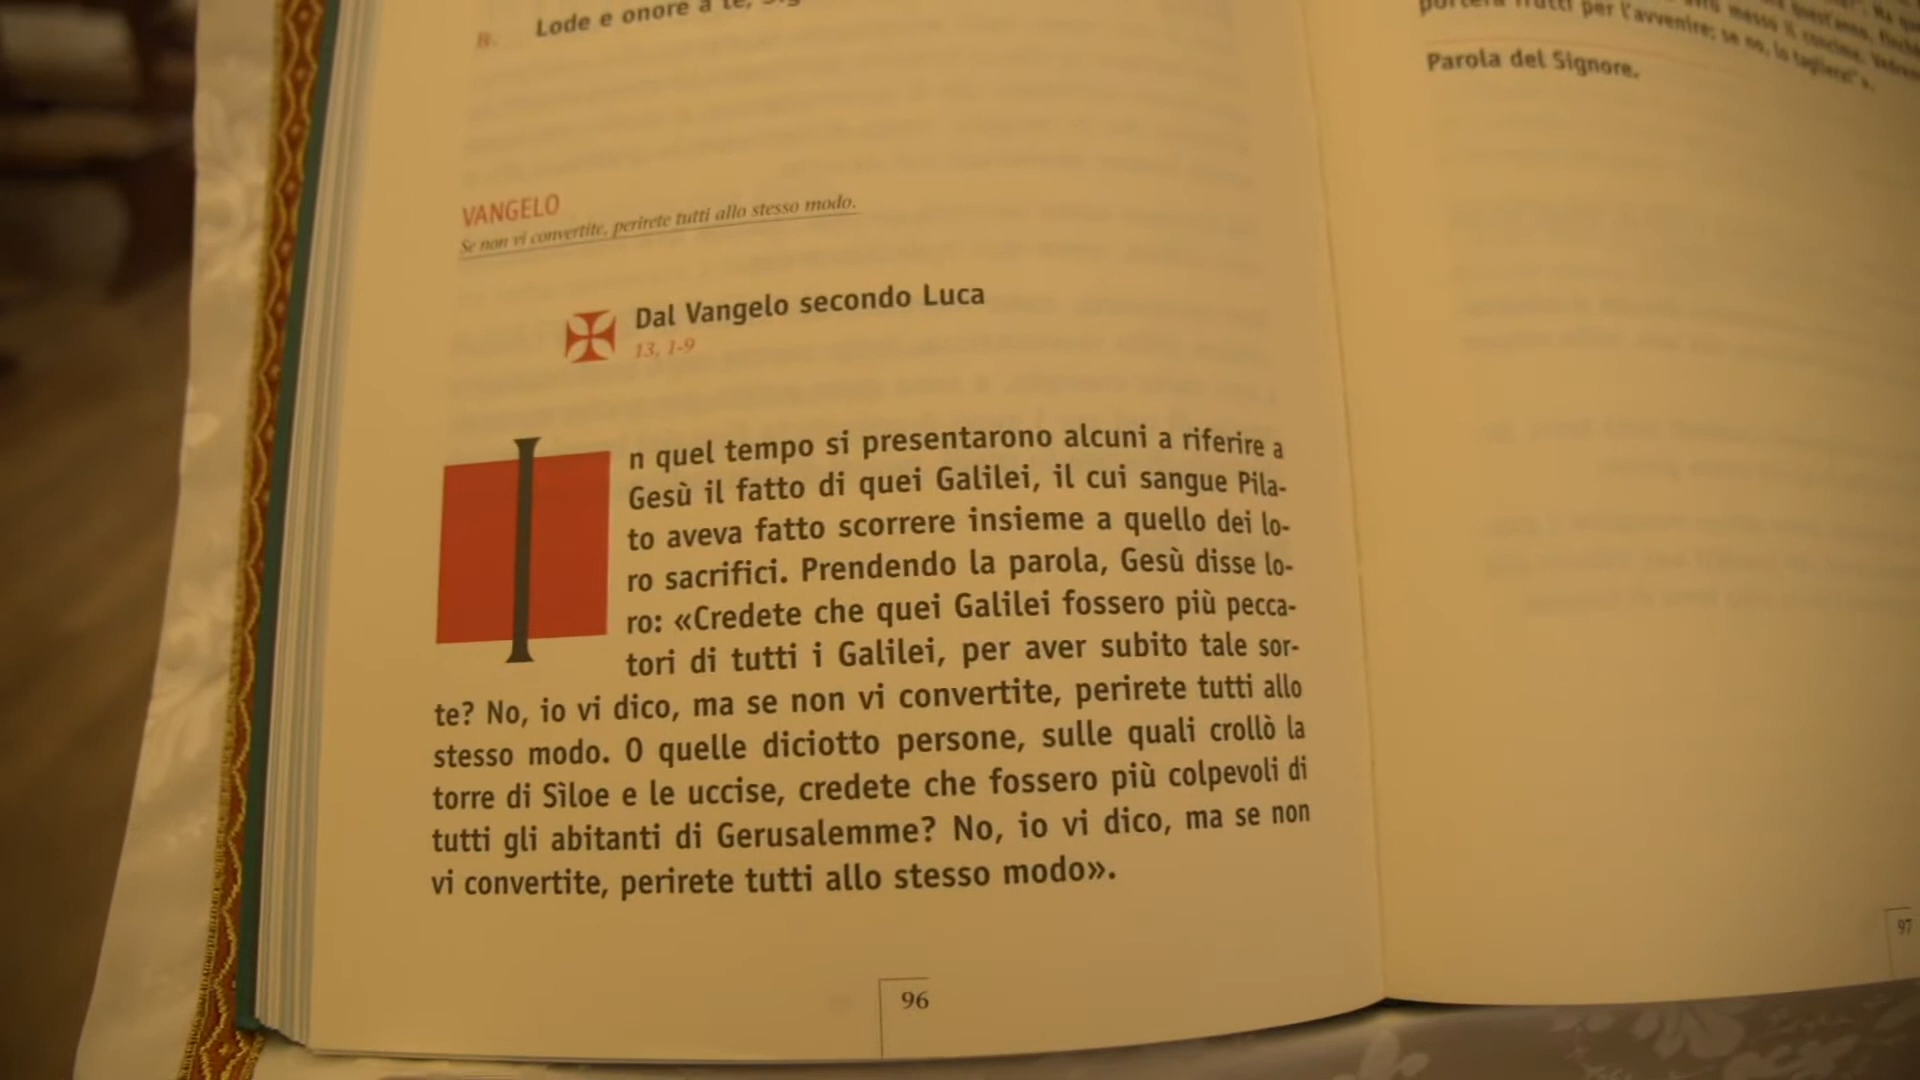 R. Lode e onore a te,
VANGELO
Se non vi convertite, perirete tutti allo stesso modo.
Dal Vangelo secondo Luca
13, 1-9
In quel tempo si presentarono alcuni a riferire a
Gesù il fatto di quei Galilei, il cui sangue Pila-
to aveva fatto scorrere insieme a quello dei lo-
ro sacrifici. Prendendo la parola, Gesù disse lo-
ro: «Credete che quei Galilei fossero più pecca-
tori di tutti i Galilei, per aver subito tale sor-
te? No, io vi dico, ma se non vi convertite, perirete tutti allo
stesso modo. O quelle diciotto persone, sulle quali crollò la
torre di Sìloe e le uccise, credete che fossero più colpevoli di
tutti gli abitanti di Gerusalemme? No, io vi dico, ma se non
vi convertite, perirete tutti allo stesso modo».
96
porterà frutti per l'avvenire; se no, lo taglierai"».
Parola del Signore.
97